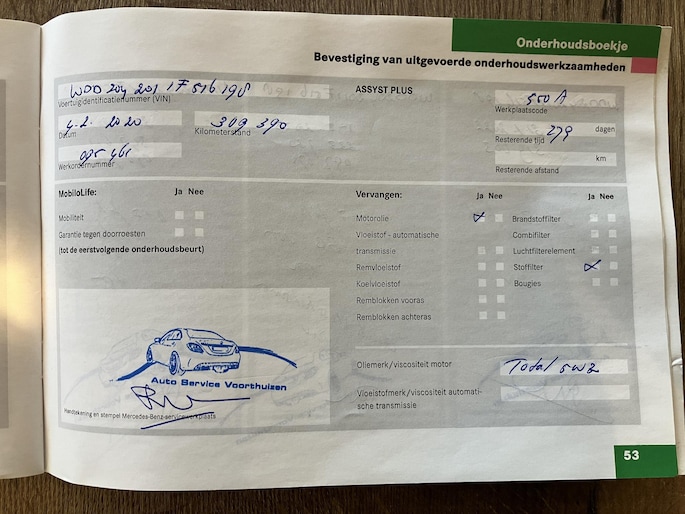 Onderhoudsboekje
Bevestiging van uitgevoerde onderhoudswerkzaamheden
WDD 204 201 1F 516 198
Voertuigidentificatienummer (VIN)
4.2. 2020
Datum
309 390
Kilometerstand
Werkordernummer
ASSYST PLUS
550 A
Werkplaatscode
279 dagen
Resterende tijd
km
Resterende afstand
MobiloLife: Ja Nee
Mobiliteit
Garantie tegen doorroesten
(tot de eerstvolgende onderhoudsbeurt)
Vervangen: Ja Nee Ja Nee
Motorolie Brandstoffilter
Vloeistof - automatische Combifilter
transmissie Luchtfilterelement
Remvloeistof Stoffilter
Koelvloeistof Bougies
Remblokken vooras
Remblokken achteras
Auto Service Voorthuizen
Handtekening en stempel Mercedes-Benz-servicewerkplaats
Oliemerk/viscositeit motor Total 5w3
Vloeistofmerk/viscositeit automati-
sche transmissie
53